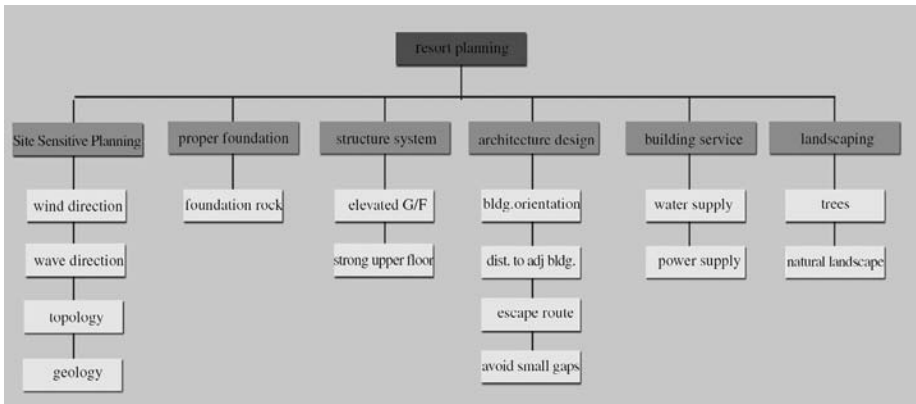 resort planning
Site Sensitive Planning
proper foundation
structure system
architecture design
building service
landscaping
wind direction
foundation rock
elevated G/F
bldg.orientation
water supply
trees
wave direction
strong upper floor
dist. to adj bldg.
power supply
natural landscape
topology
escape route
geology
avoid small gaps